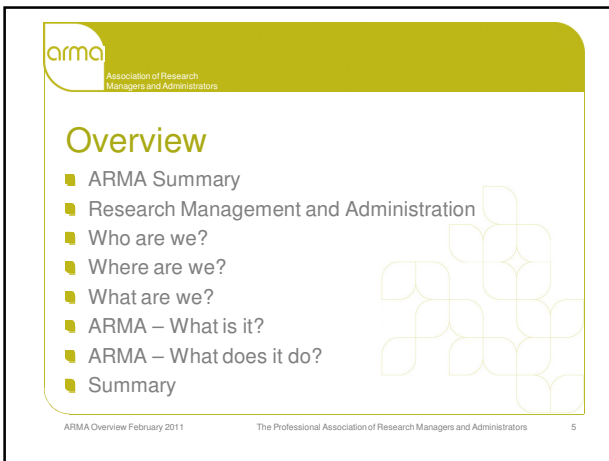 arma
Association of Research
Managers and Administrators
Overview
ARMA Summary
Research Management and Administration
Who are we?
Where are we?
What are we?
ARMA – What is it?
ARMA – What does it do?
Summary
ARMA Overview February 2011 The Professional Association of Research Managers and Administrators 5